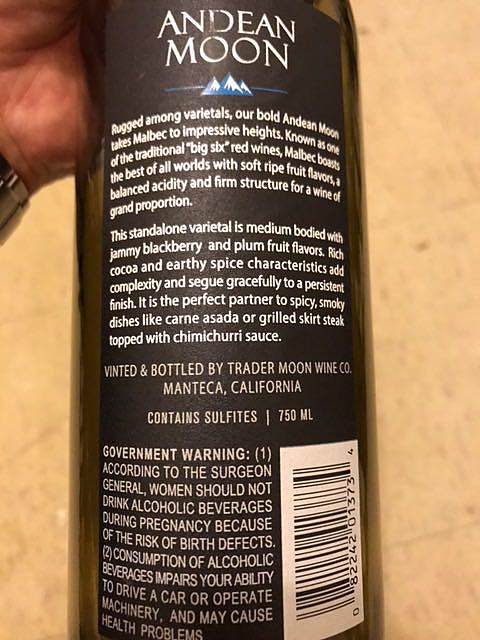 ANDEAN
MOON
Rugged among varietals, our bold Andean Moon
takes Malbec to impressive heights. Known as one
of the traditional "big six" red wines, Malbec boasts
the best of all worlds with soft ripe fruit flavors, a
balanced acidity and firm structure for a wine of
grand proportion.
This standalone varietal is medium bodied with
jammy blackberry and plum fruit flavors. Rich
cocoa and earthy spice characteristics add
complexity and segue gracefully to a persistent
finish. It is the perfect partner to spicy, smoky
dishes like carne asada or grilled skirt steak
topped with chimichurri sauce.
VINTED & BOTTLED BY TRADER MOON WINE CO.
MANTECA, CALIFORNIA
CONTAINS SULFITES | 750 ML
GOVERNMENT WARNING: (1)
ACCORDING TO THE SURGEON
GENERAL, WOMEN SHOULD NOT
DRINK ALCOHOLIC BEVERAGES
DURING PREGNANCY BECAUSE
OF THE RISK OF BIRTH DEFECTS.
(2) CONSUMPTION OF ALCOHOLIC
BEVERAGES IMPAIRS YOUR ABILITY
TO DRIVE A CAR OR OPERATE
MACHINERY, AND MAY CAUSE
HEALTH PROBLEMS
0 82242 01373 4